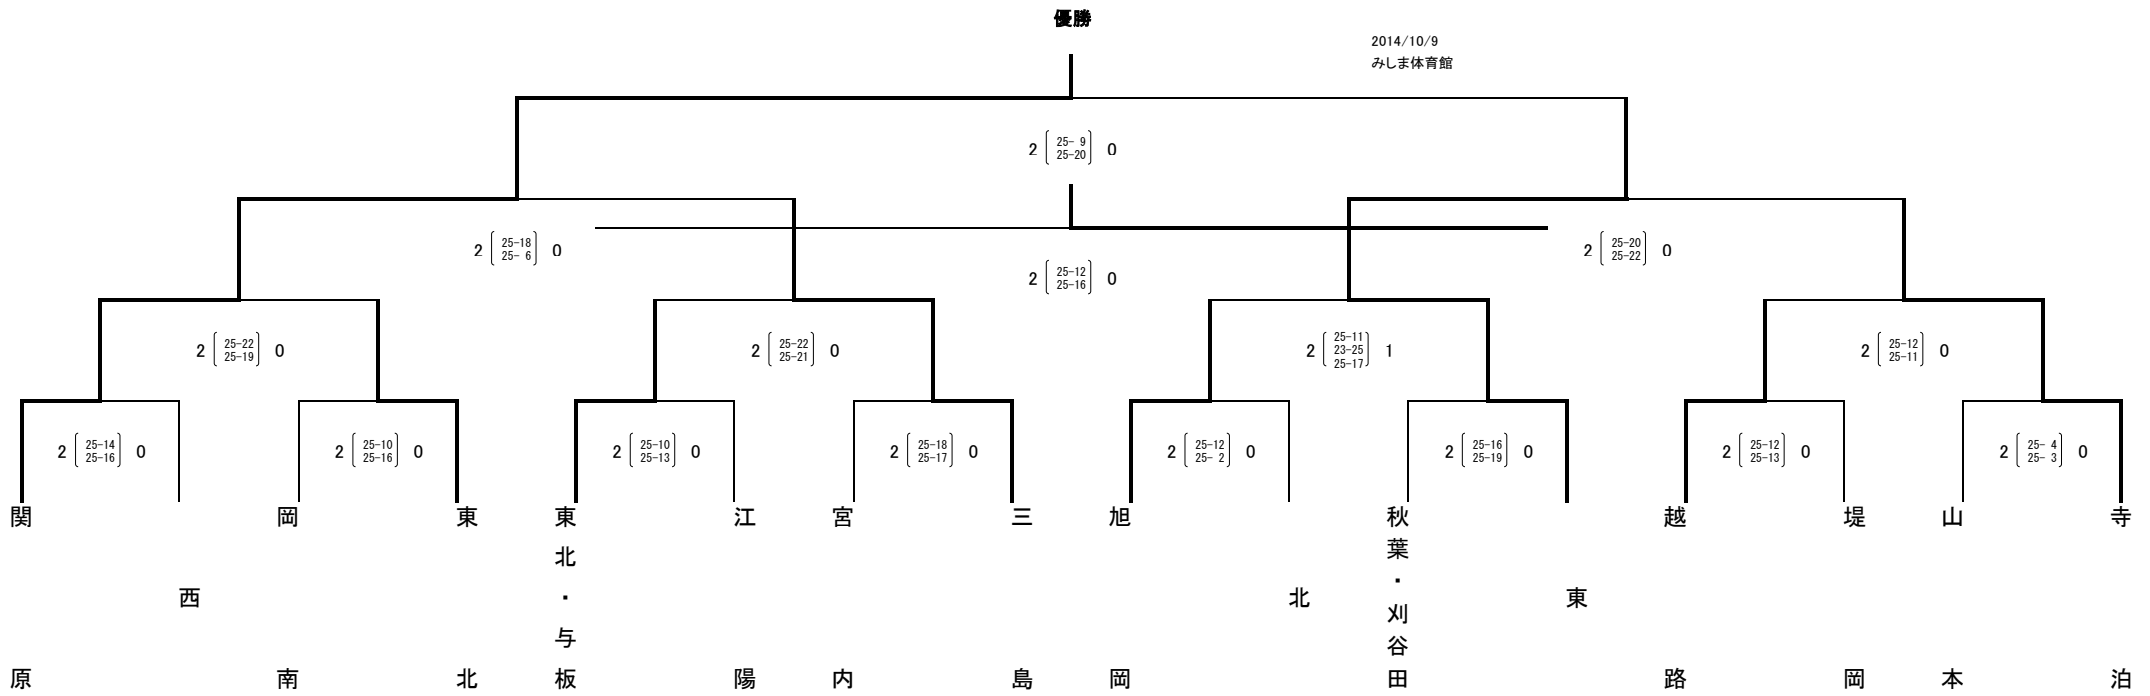 優勝
2014/10/9
みしま体育館
2 25- 9 0
25-20
2 25-18 0
25- 6
2 25-20 0
25-22
2 25-12 0
25-16
2 25-22 0
25-19
2 25-22 0
25-21
2 25-11 1
23-25
25-17
2 25-12 0
25-11
2 25-14 0
25-16
2 25-10 0
25-16
2 25-10 0
25-13
2 25-18 0
25-17
2 25-12 0
25- 2
2 25-16 0
25-19
2 25-12 0
25-13
2 25- 4 0
25- 3
関原
西
岡南
東北
東北・与板
江陽
宮内
三島
旭岡
北
秋葉・刈谷田
東
越路
堤岡
山本
寺泊